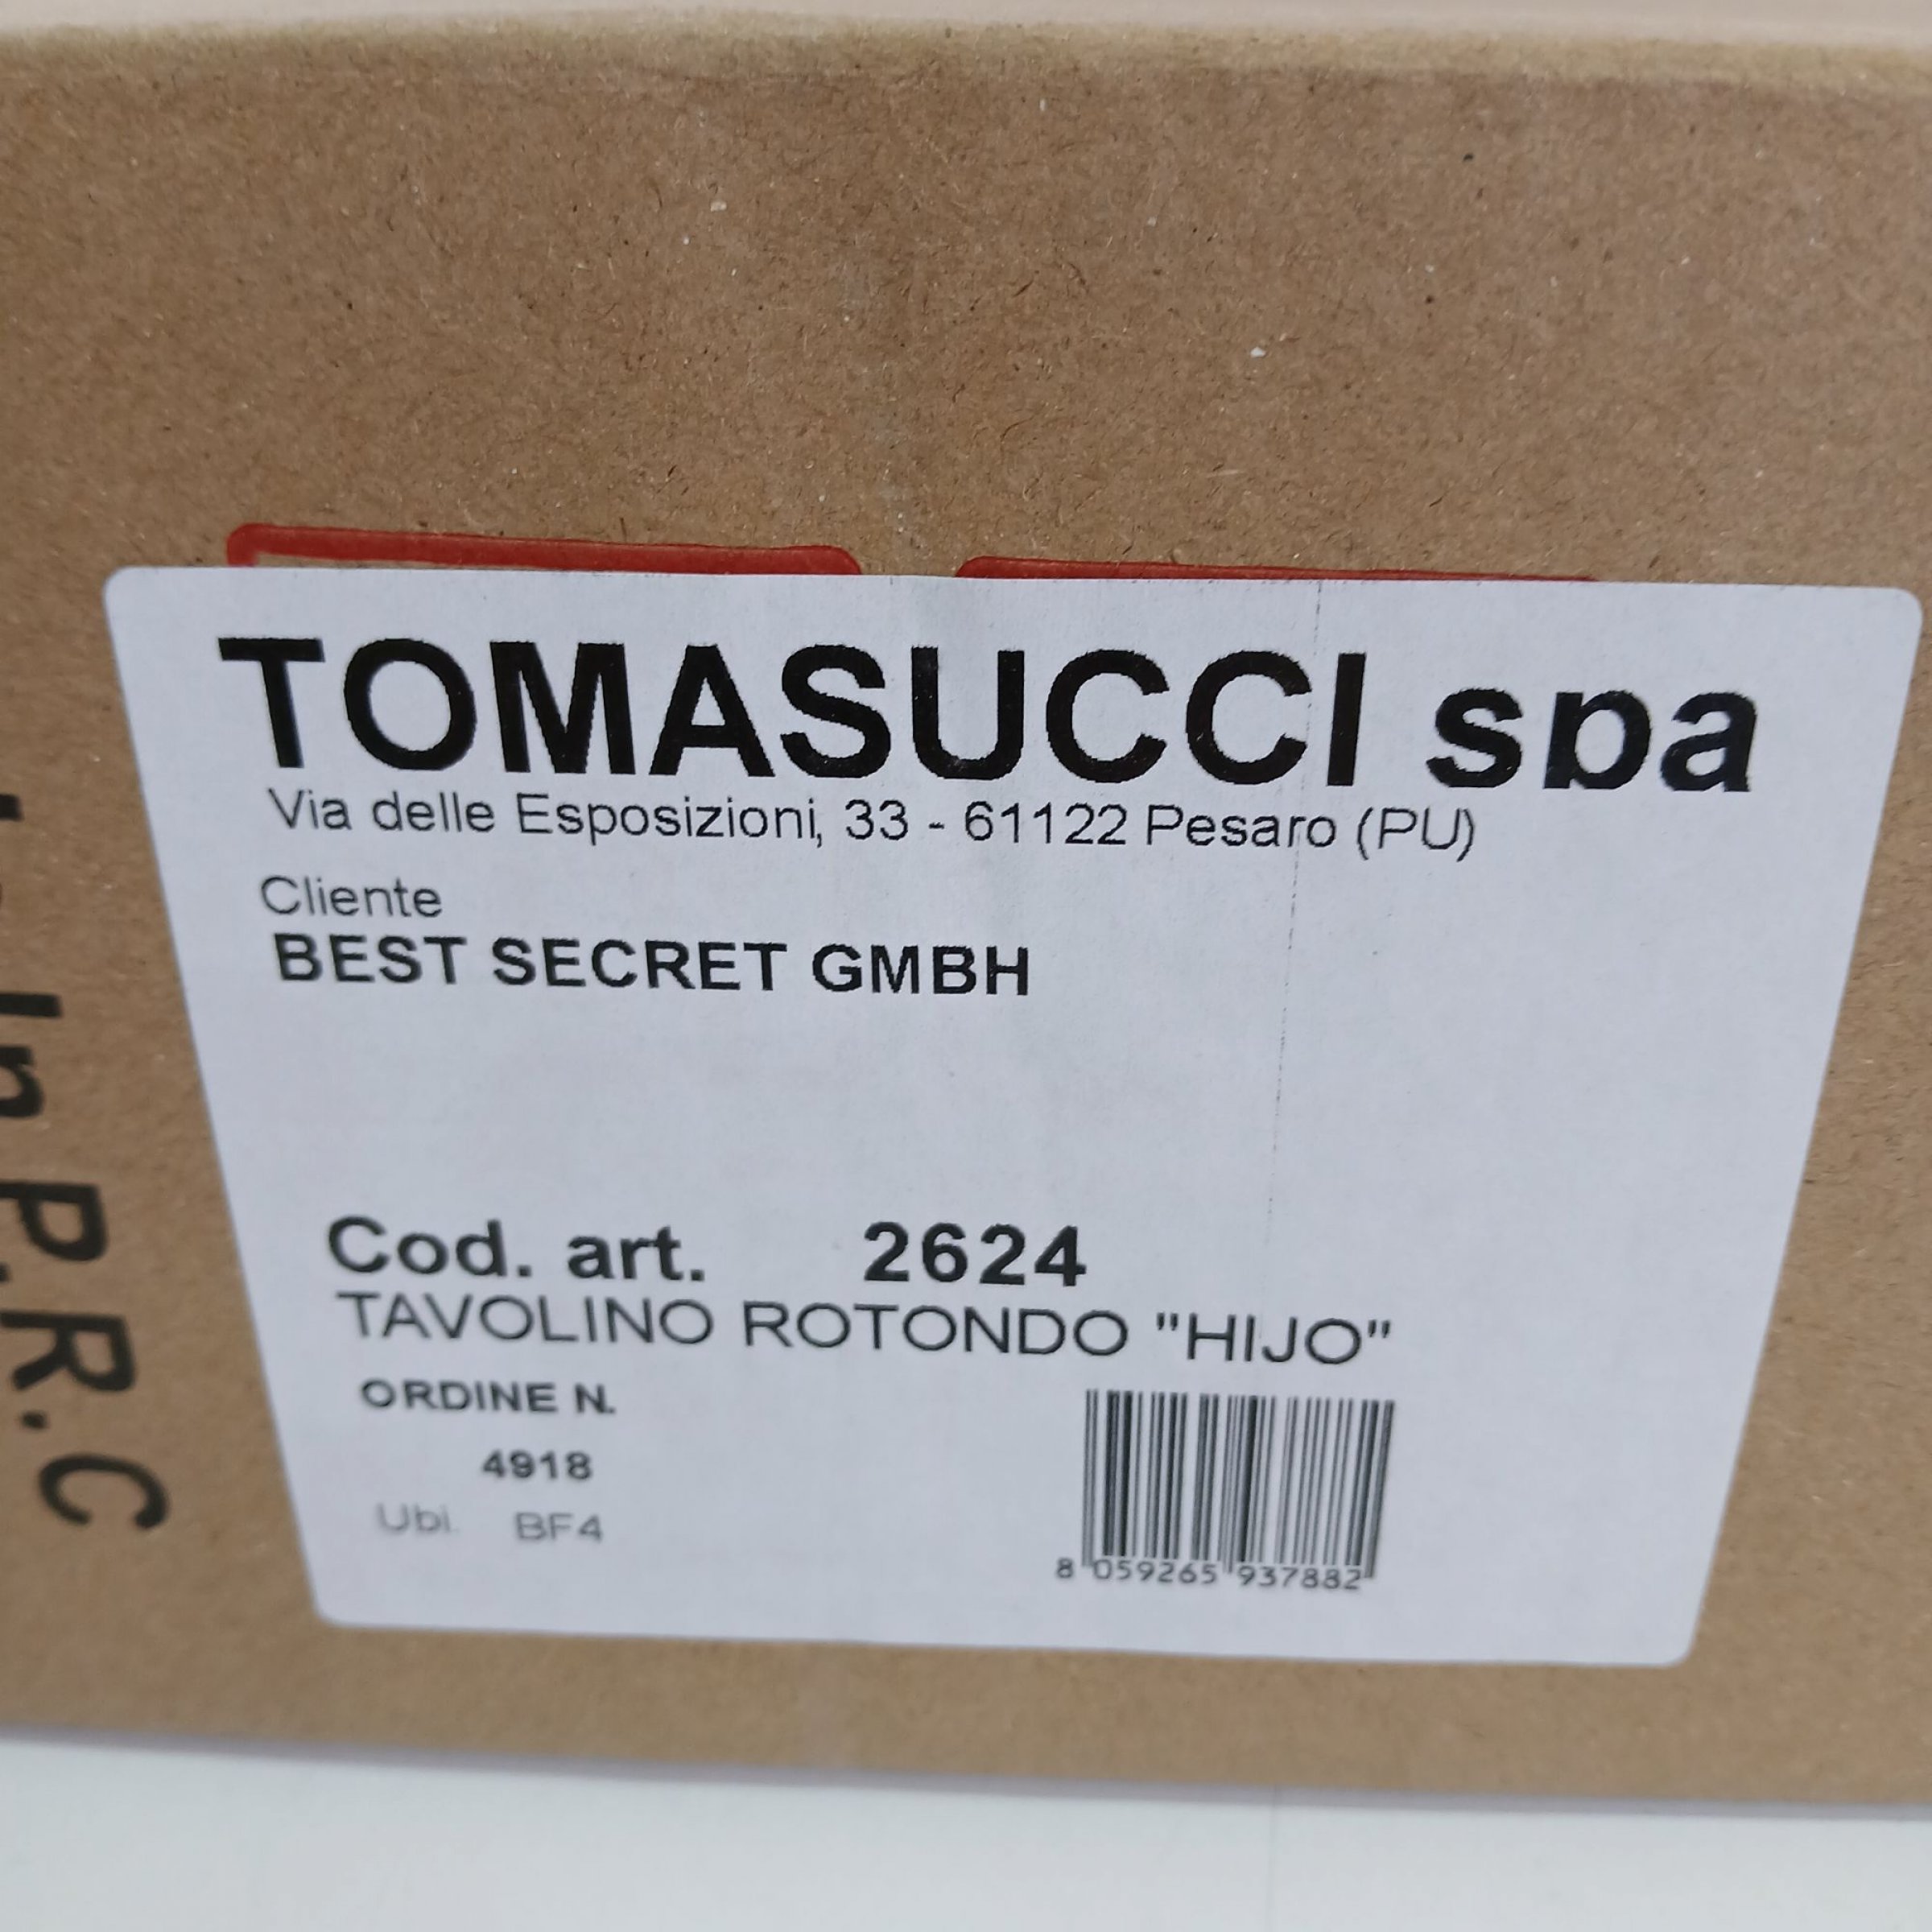 TOMASUCCI spa
Via delle Esposizioni, 33 - 61122 Pesaro (PU)
Cliente
BEST SECRET GMBH
Cod. art. 2624
TAVOLINO ROTONDO "HIJO"
ORDINE N.
4918
Ubi. BF4
8 059265 937882
In P.R.C